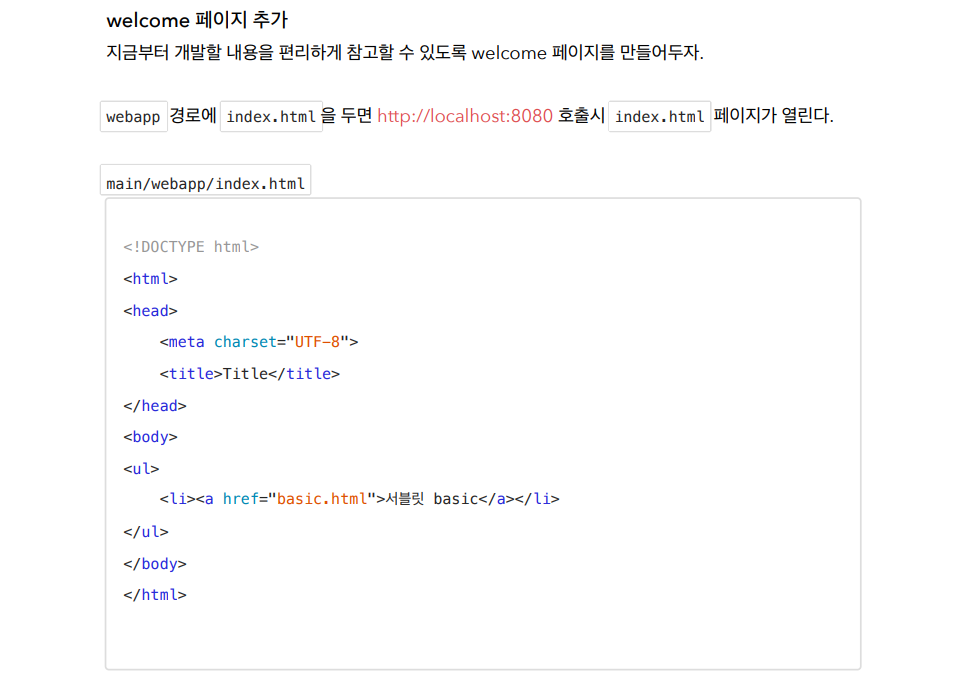 welcome 페이지 추가
지금부터 개발할 내용을 편리하게 참고할 수 있도록 welcome 페이지를 만들어두자.
webapp 경로에 index.html을 두면 http://localhost:8080 호출시 index.html 페이지가 열린다.
main/webapp/index.html
<!DOCTYPE html>
<html>
<head>
    <meta charset="UTF-8">
    <title>Title</title>
</head>
<body>
<ul>
    <li><a href="basic.html">서블릿 basic</a></li>
</ul>
</body>
</html>